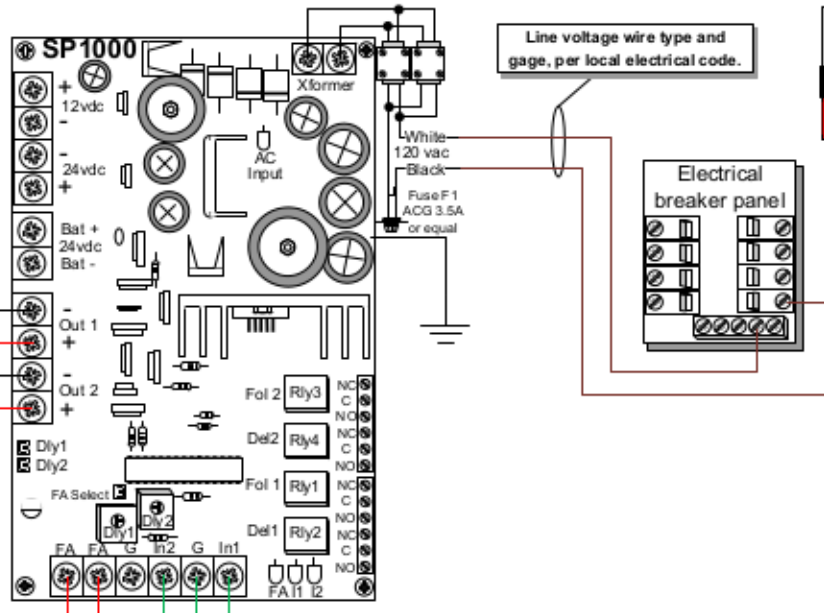 SP1000
Xformer
Line voltage wire type and
gage, per local electrical code.
+
12vdc
-
-
24vdc
+
AC
Input
White
120 vac
Black
Fuse F1
ACG 3.5A
or equal
Electrical
breaker panel
Bat +
24vdc
Bat -
-
Out 1
+
-
Out 2
+
Dly1
Dly2
FA Select
Dly1
Dly2
Fol 2
Rly3
NC
C
NO
Del2
Rly4
NC
C
NO
Fol 1
Rly1
NC
C
NO
Del1
Rly2
NC
C
NO
FA
FA
G
In2
G
In1
FA I1 I2